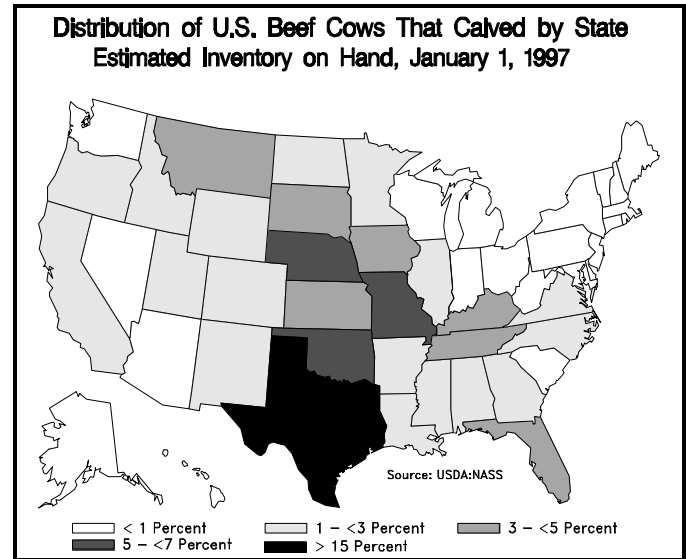 Distribution of U.S. Beef Cows That Calved by State
Estimated Inventory on Hand, January 1, 1997
Source: USDA:NASS
< 1 Percent 1 - <3 Percent 3 - <5 Percent
5 - <7 Percent > 15 Percent